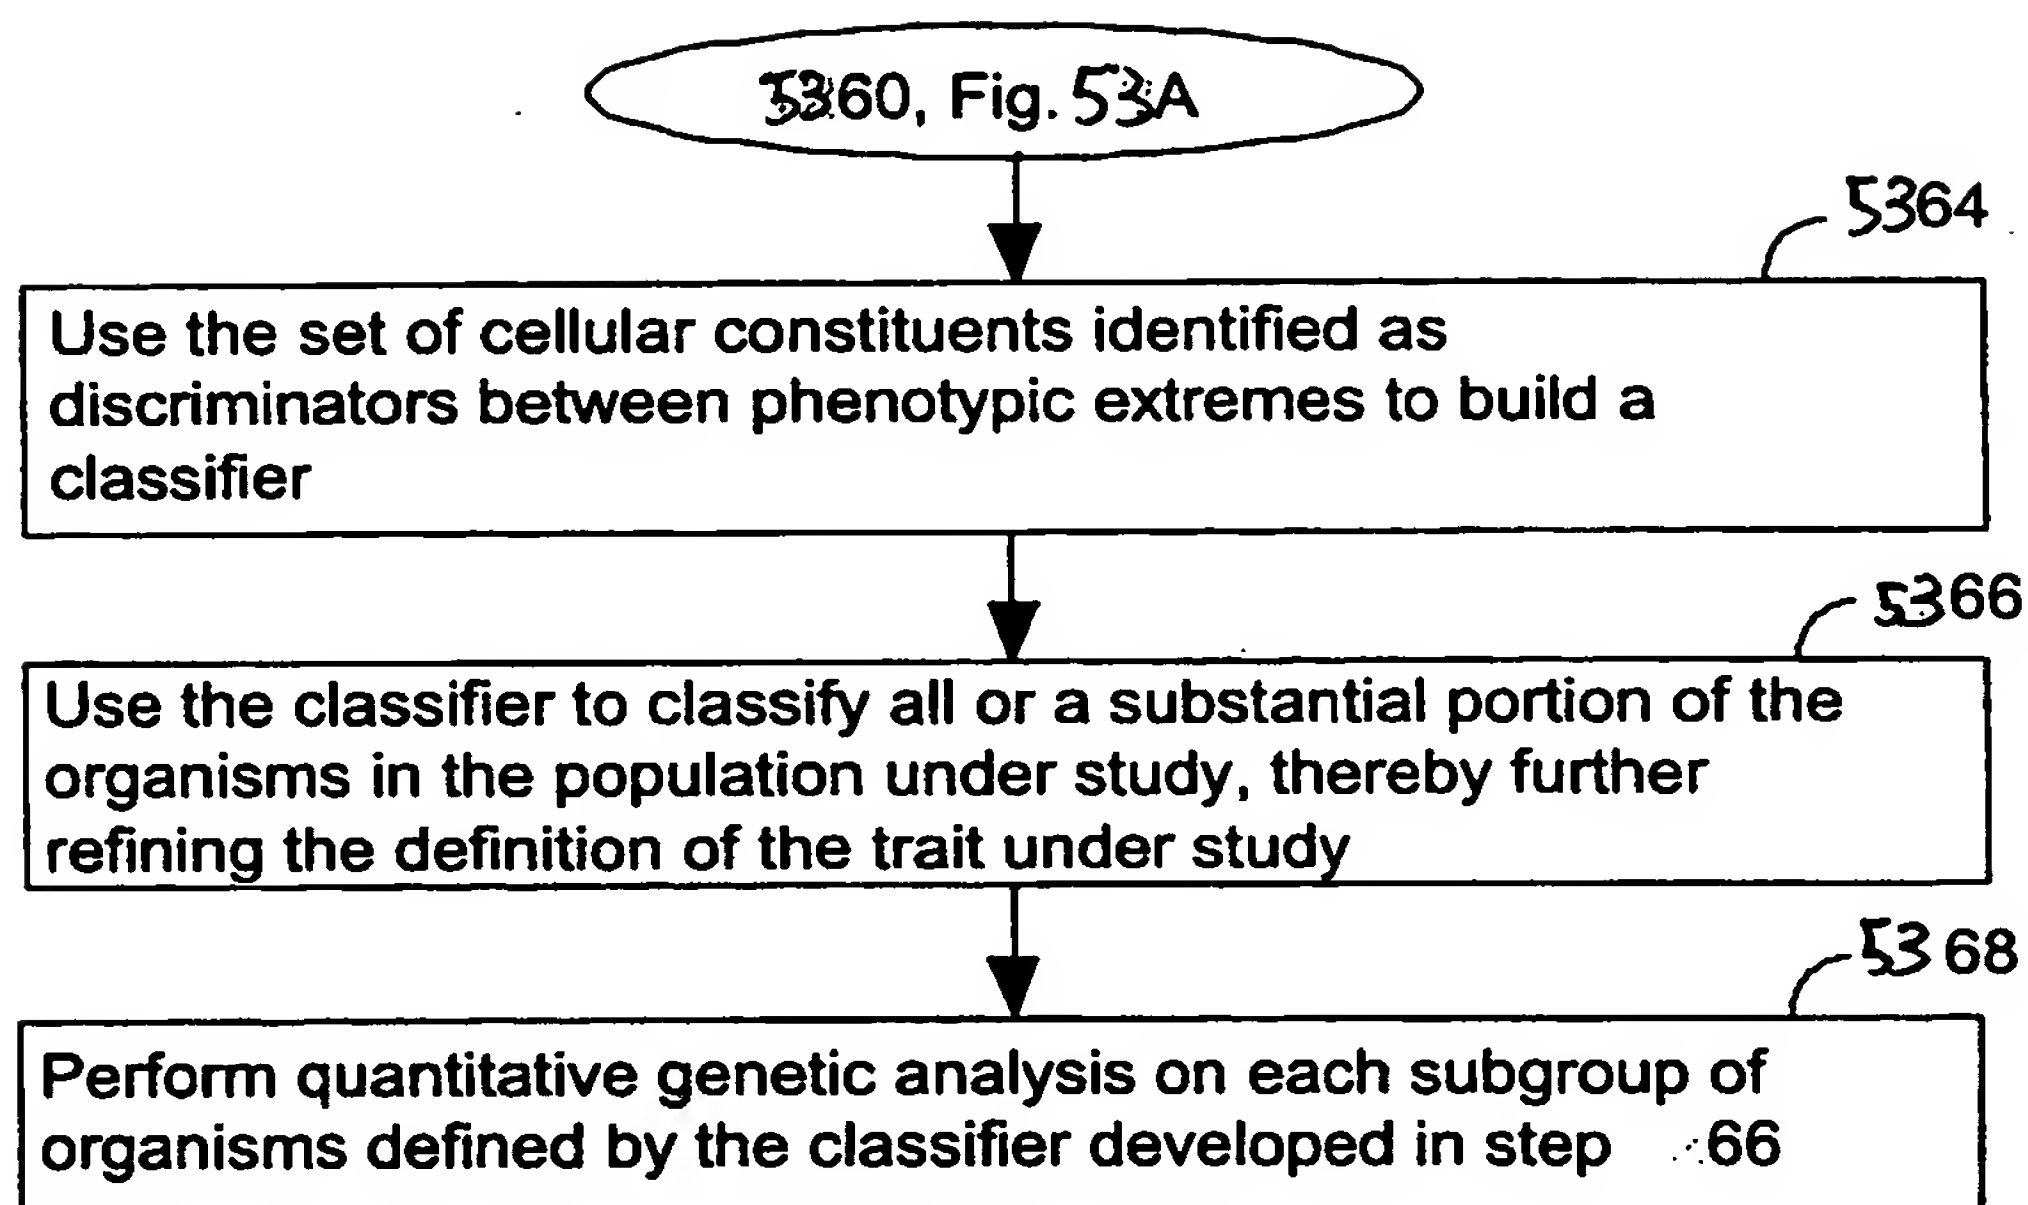 5360, Fig. 53A
5364
Use the set of cellular constituents identified as
discriminators between phenotypic extremes to build a
classifier
5366
Use the classifier to classify all or a substantial portion of the
organisms in the population under study, thereby further
refining the definition of the trait under study
5368
Perform quantitative genetic analysis on each subgroup of
organisms defined by the classifier developed in step 66